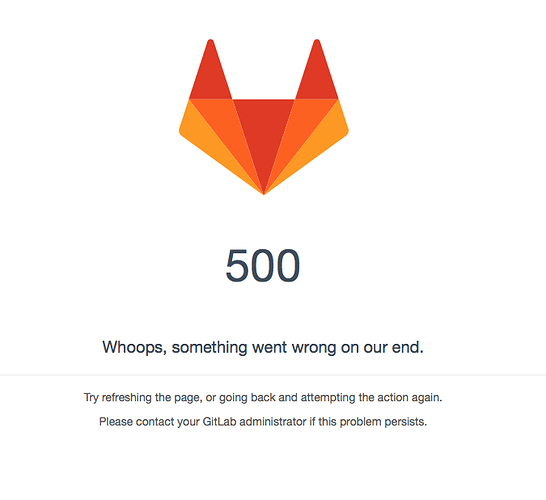 500
Whoops, something went wrong on our end.
Try refreshing the page, or going back and attempting the action again.
Please contact your GitLab administrator if this problem persists.